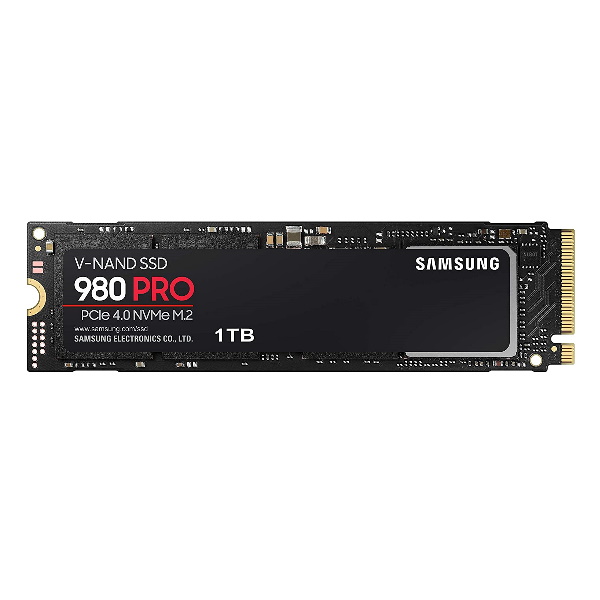 V-NAND SSD
980 PRO
PCIe 4.0 NVMe M.2
www.samsung.com/ssd
SAMSUNG ELECTRONICS CO., LTD.
1TB
SAMSUNG